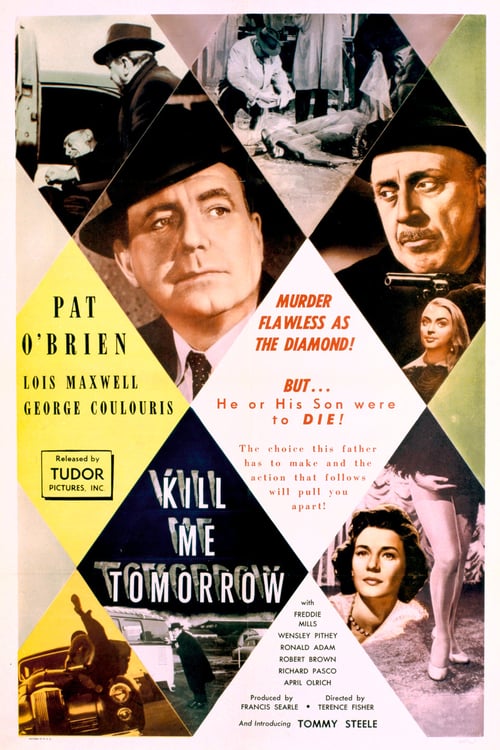 PAT
O'BRIEN
LOIS MAXWELL
GEORGE COULOURIS
Released by
TUDOR
PICTURES, INC.
MURDER
FLAWLESS AS
THE DIAMOND!
BUT...
He or His Son were
to DIE!
The choice this father
has to make and the
action that follows
will pull you
apart!
KILL
ME
TOMORROW
with
FREDDIE
MILLS
WENSLEY PITHEY
RONALD ADAM
ROBERT BROWN
RICHARD PASCO
APRIL OLRICH
Produced by
FRANCIS SEARLE
•
Directed by
TERENCE FISHER
And Introducing TOMMY STEELE